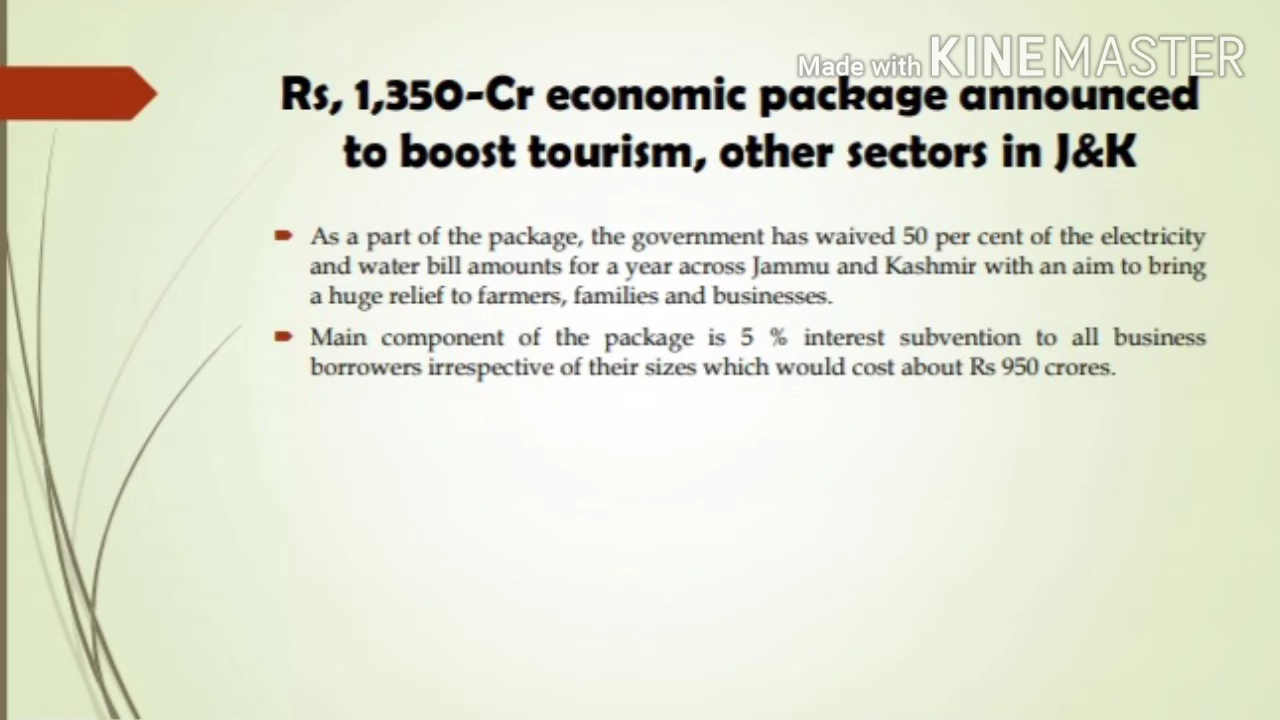 Made with KINEMASTER
Rs, 1,350-Cr economic package announced
to boost tourism, other sectors in J&K
As a part of the package, the government has waived 50 per cent of the electricity
and water bill amounts for a year across Jammu and Kashmir with an aim to bring
a huge relief to farmers, families and businesses.
Main component of the package is 5 % interest subvention to all business
borrowers irrespective of their sizes which would cost about Rs 950 crores.